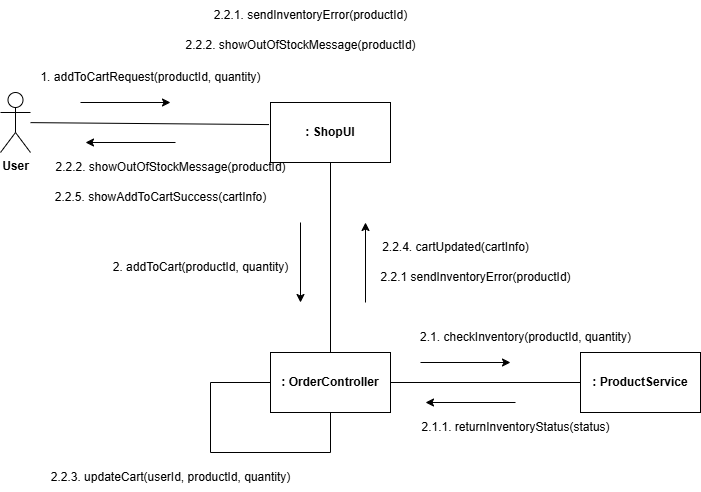 2.2.1. sendInventoryError(productId)
2.2.2. showOutOfStockMessage(productId)
1. addToCartRequest(productId, quantity)
: ShopUI
User
2.2.2. showOutOfStockMessage(productId)
2.2.5. showAddToCartSuccess(cartInfo)
2.2.4. cartUpdated(cartInfo)
2. addToCart(productId, quantity)
2.2.1 sendInventoryError(productId)
2.1. checkInventory(productId, quantity)
: OrderController
: ProductService
2.1.1. returnInventoryStatus(status)
2.2.3. updateCart(userId, productId, quantity)